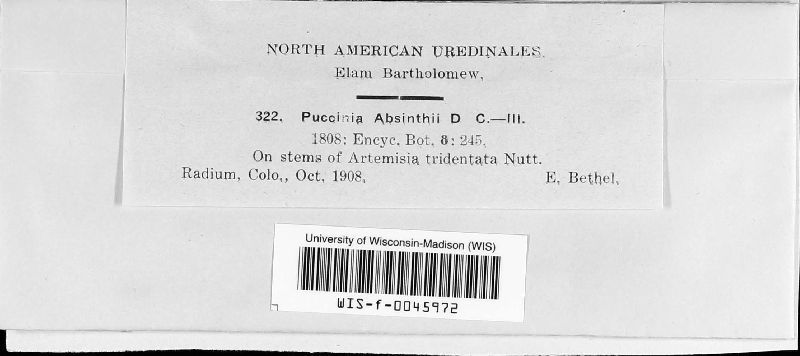 NORTH AMERICAN UREDINALES.
Elam Bartholomew,
322. Puccinia Absinthii D C.—III.
1808: Encyc. Bot. 8: 245.
On stems of Artemisia tridentata Nutt.
Radium, Colo., Oct. 1908. E. Bethel.
University of Wisconsin-Madison (WIS)
WIS-f-0045972